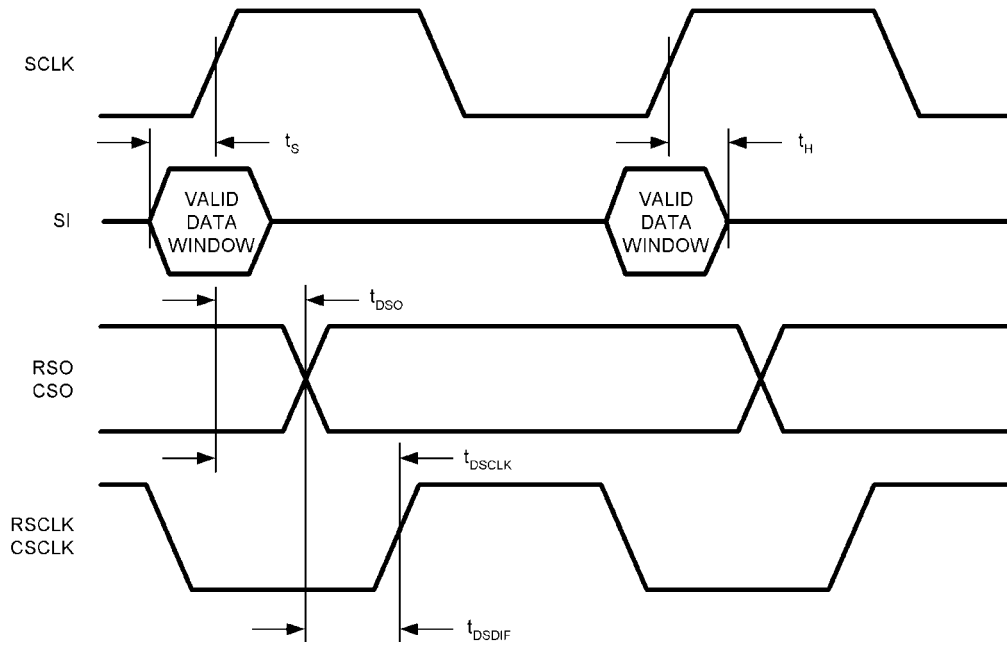 SCLK
t_S
t_H
SI
VALID
DATA
WINDOW
VALID
DATA
WINDOW
t_DSO
RSO
CSO
t_DSCLK
RSCLK
CSCLK
t_DSDIF